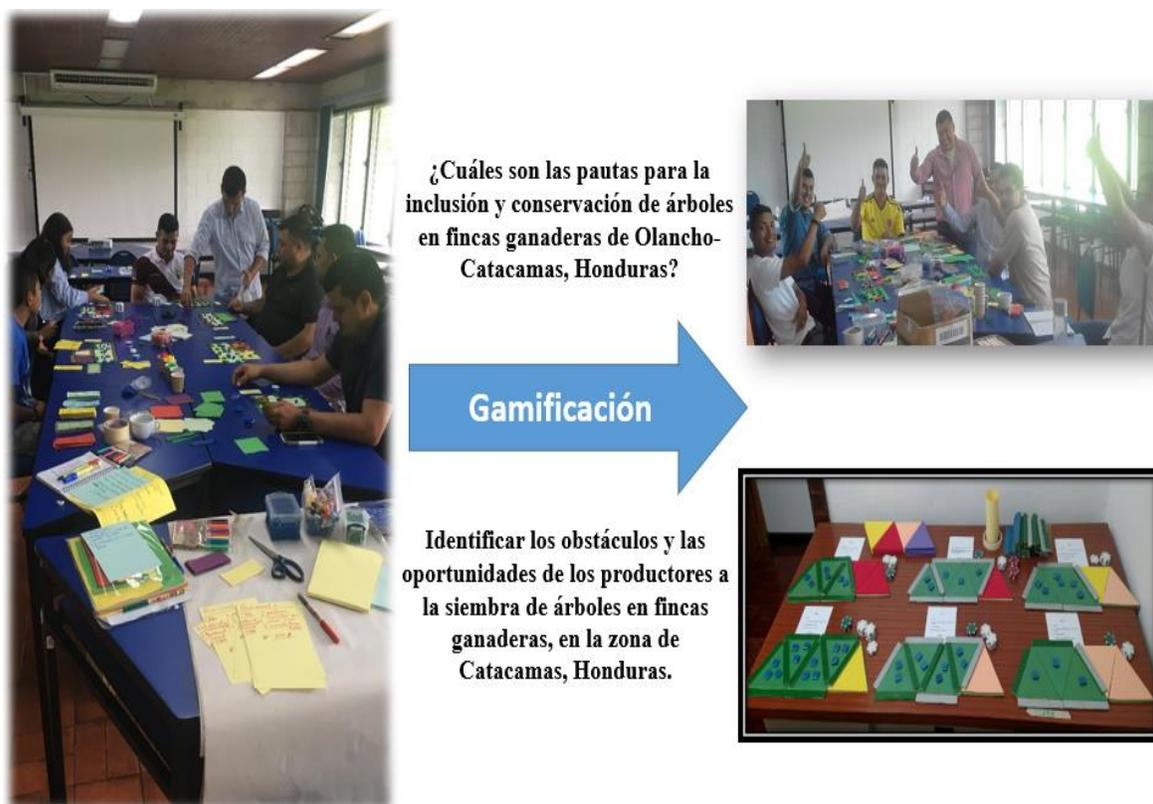 ¿Cuáles son las pautas para la
inclusión y conservación de árboles
en fincas ganaderas de Olancho-
Catacamas, Honduras?
Gamificación
Identificar los obstáculos y las
oportunidades de los productores a
la siembra de árboles en fincas
ganaderas, en la zona de
Catacamas, Honduras.